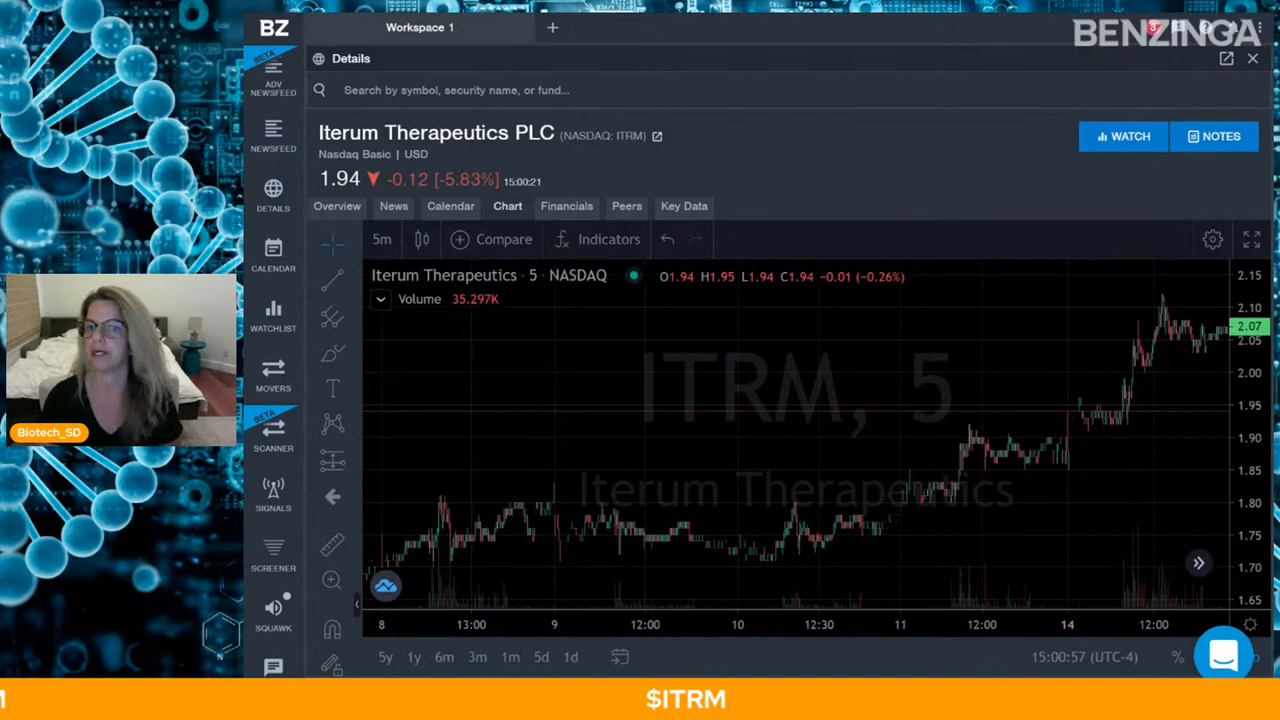 BZ
Workspace 1
BENZINGA
3
BETA
ADV
NEWSFEED
NEWSFEED
DETAILS
CALENDAR
WATCHLIST
MOVERS
BETA
SCANNER
SIGNALS
SCREENER
SQUAWK
Details
Search by symbol, security name, or fund...
Iterum Therapeutics PLC (NASDAQ: ITRM)
WATCH
NOTES
Nasdaq Basic | USD
1.94 -0.12 [-5.83%] 15:00:21
Overview News Calendar Chart Financials Peers Key Data
5m Compare Indicators
Iterum Therapeutics · 5 · NASDAQ O1.94 H1.95 L1.94 C1.94 −0.01 (−0.26%)
Volume 35.297K
ITRM, 5
Iterum Therapeutics
2.15
2.10
2.07
2.05
2.00
1.95
1.90
1.85
1.80
1.75
1.70
1.65
8 13:00 9 12:00 10 12:30 11 12:00 14 12:00
5y 1y 6m 3m 1m 5d 1d
15:00:57 (UTC-4) %
Biotech_SD
M
$ITRM